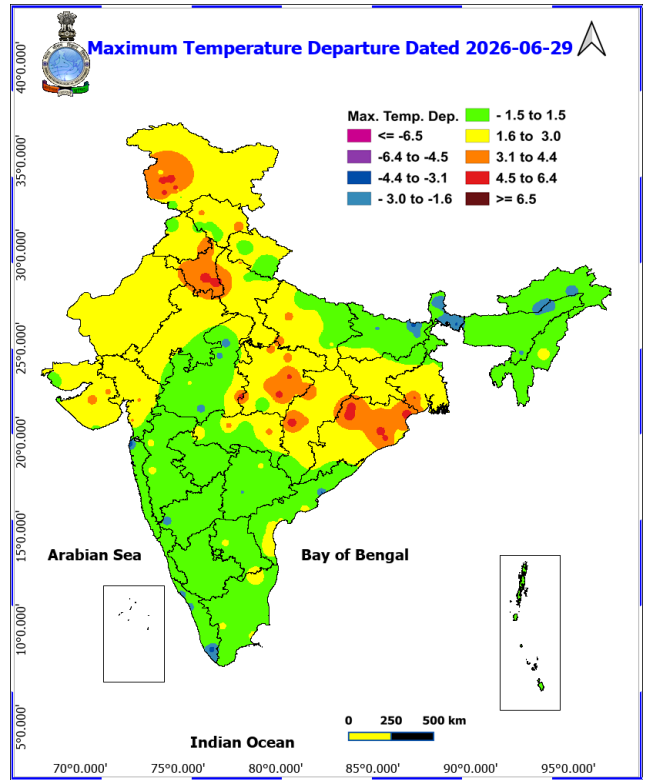 Maximum Temperature Departure Dated 2026-06-29
Max. Temp. Dep.
<= -6.5
-6.4 to -4.5
-4.4 to -3.1
- 3.0 to -1.6
- 1.5 to 1.5
1.6 to 3.0
3.1 to 4.4
4.5 to 6.4
>= 6.5
40°0.000'
35°0.000'
30°0.000'
25°0.000'
20°0.000'
15°0.000'
10°0.000'
5°0.000'
Arabian Sea
Bay of Bengal
Indian Ocean
0 250 500 km
70°0.000' 75°0.000' 80°0.000' 85°0.000' 90°0.000' 95°0.000'